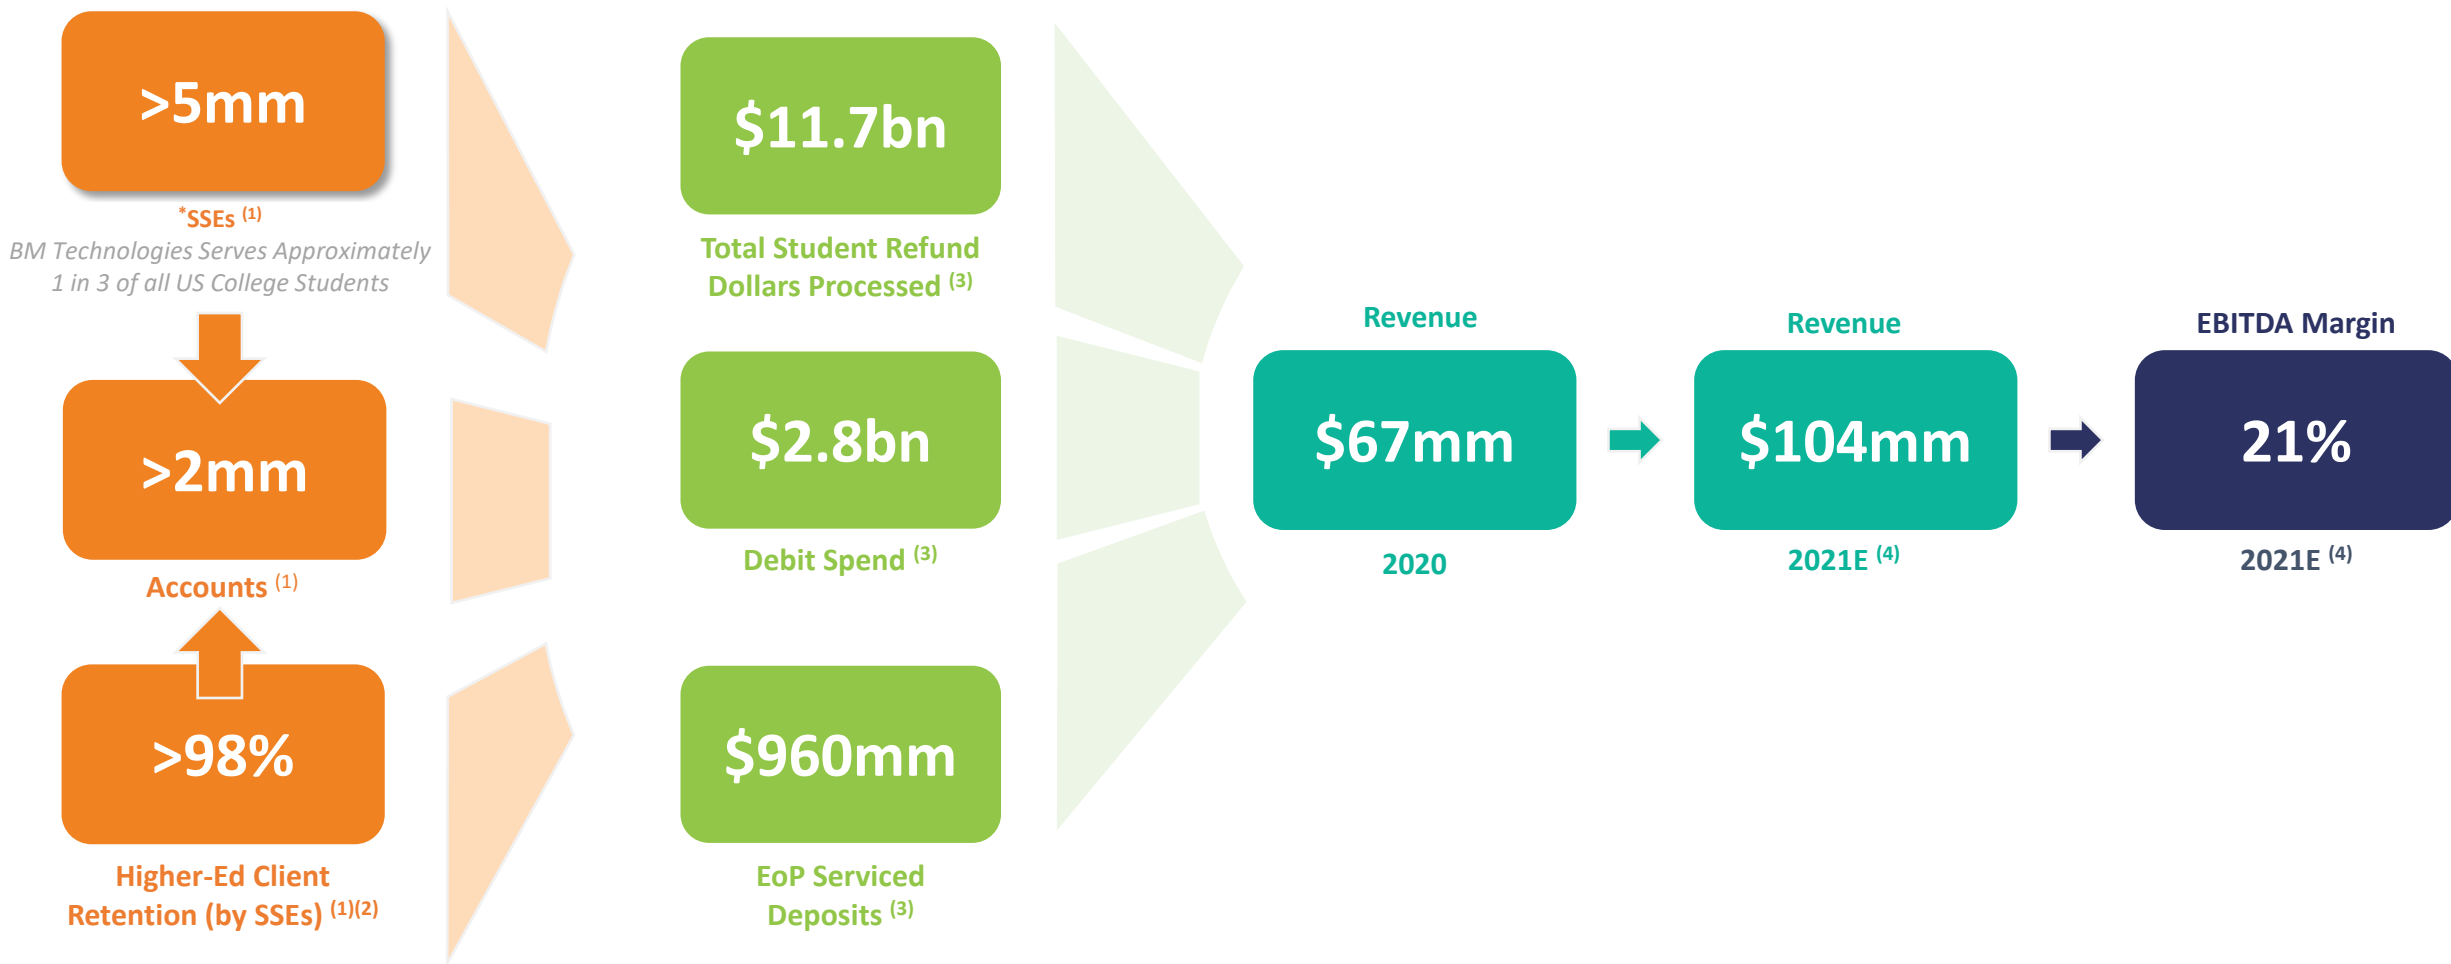 >5mm
*SSEs (1)
BM Technologies Serves Approximately
1 in 3 of all US College Students
>2mm
Accounts (1)
>98%
Higher-Ed Client
Retention (by SSEs) (1)(2)
$11.7bn
Total Student Refund
Dollars Processed (3)
$2.8bn
Debit Spend (3)
$960mm
EoP Serviced
Deposits (3)
Revenue
$67mm
2020
Revenue
$104mm
2021E (4)
EBITDA Margin
21%
2021E (4)